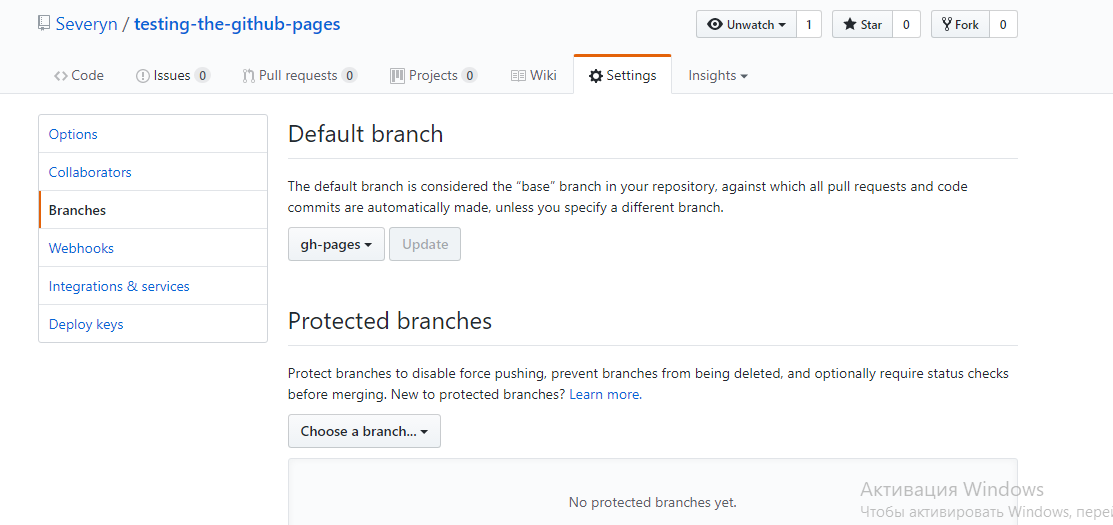 Severyn / testing-the-github-pages
Unwatch 1 Star 0 Fork 0
Code Issues 0 Pull requests 0 Projects 0 Wiki Settings Insights
Options
Collaborators
Branches
Webhooks
Integrations & services
Deploy keys
Default branch
The default branch is considered the “base” branch in your repository, against which all pull requests and code
commits are automatically made, unless you specify a different branch.
gh-pages Update
Protected branches
Protect branches to disable force pushing, prevent branches from being deleted, and optionally require status checks
before merging. New to protected branches? Learn more.
Choose a branch...
No protected branches yet.
Активация Windows
Чтобы активировать Windows,